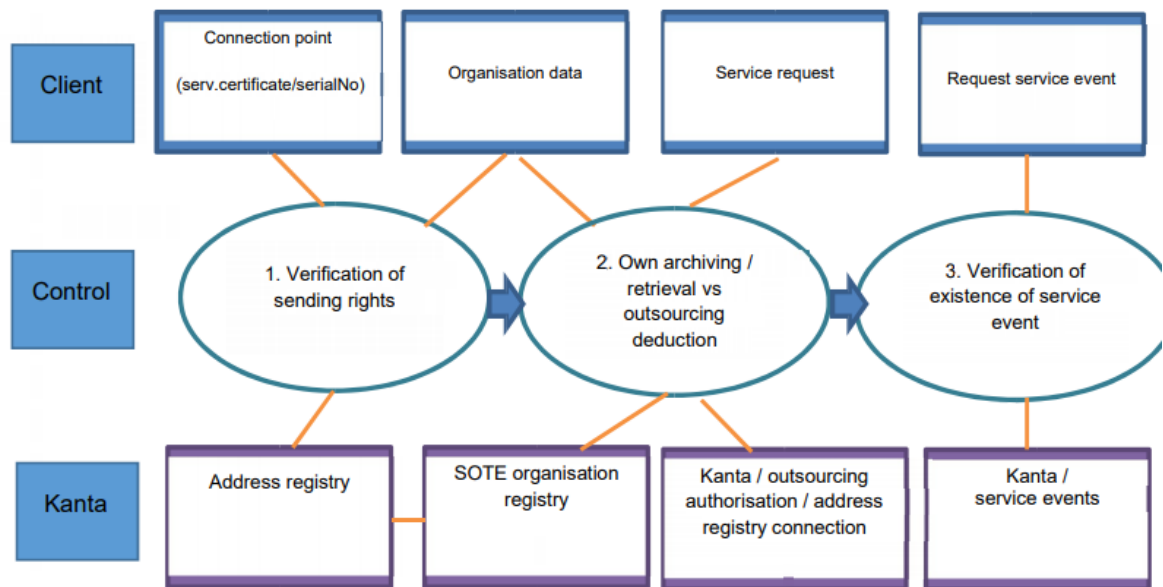 Client
Connection point
(serv.certificate/serialNo)
Organisation data
Service request
Request service event
Control
1. Verification of
sending rights
2. Own archiving /
retrieval vs
outsourcing
deduction
3. Verification of
existence of service
event
Kanta
Address registry
SOTE organisation
registry
Kanta / outsourcing
authorisation / address
registry connection
Kanta /
service events